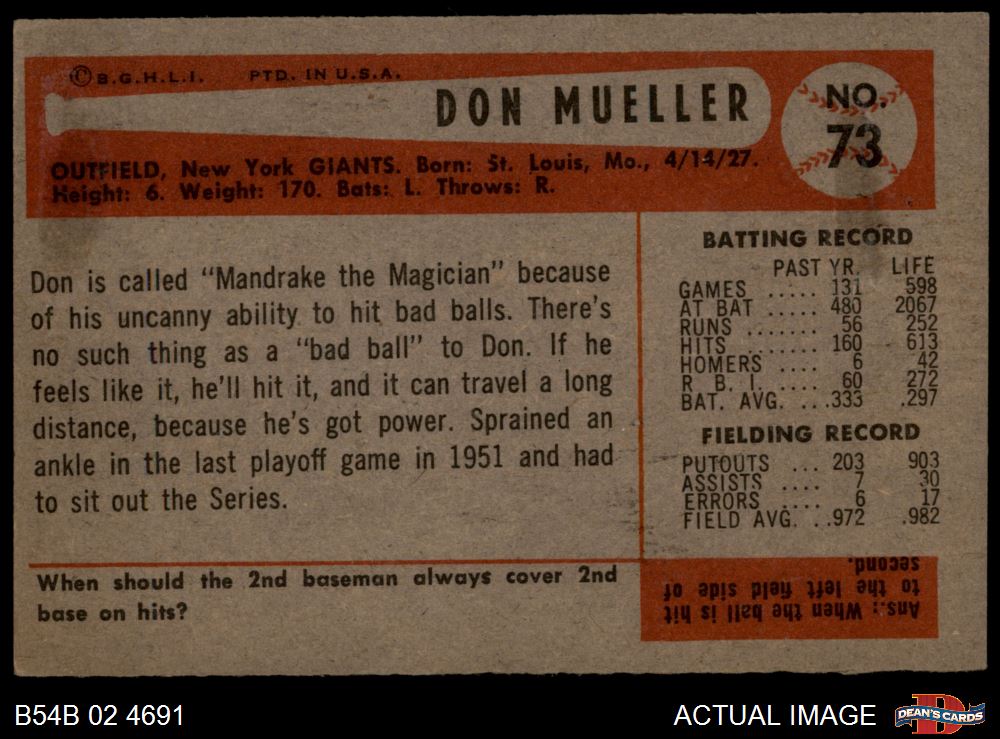 ©B.G.H.L.I. PTD. IN U.S.A.
DON MUELLER
NO.
73
OUTFIELD, New York GIANTS. Born: St. Louis, Mo., 4/14/27.
Height: 6. Weight: 170. Bats: L. Throws: R.
Don is called "Mandrake the Magician" because
of his uncanny ability to hit bad balls. There's
no such thing as a "bad ball" to Don. If he
feels like it, he'll hit it, and it can travel a long
distance, because he's got power. Sprained an
ankle in the last playoff game in 1951 and had
to sit out the Series.
BATTING RECORD
PAST YR. LIFE
GAMES ..... 131 598
AT BAT ..... 480 2067
RUNS ....... 56 252
HITS ....... 160 613
HOMERS .... 6 42
R. B. I. .... 60 272
BAT. AVG. ...333 .297
FIELDING RECORD
PUTOUTS ... 203 903
ASSISTS .... 7 30
ERRORS .... 6 17
FIELD AVG. ..972 .982
When should the 2nd baseman always cover 2nd
base on hits?
Ans.: When the ball is hit
to the left field side of
second.
B54B 02 4691
ACTUAL IMAGE
D
DEAN'S CARDS